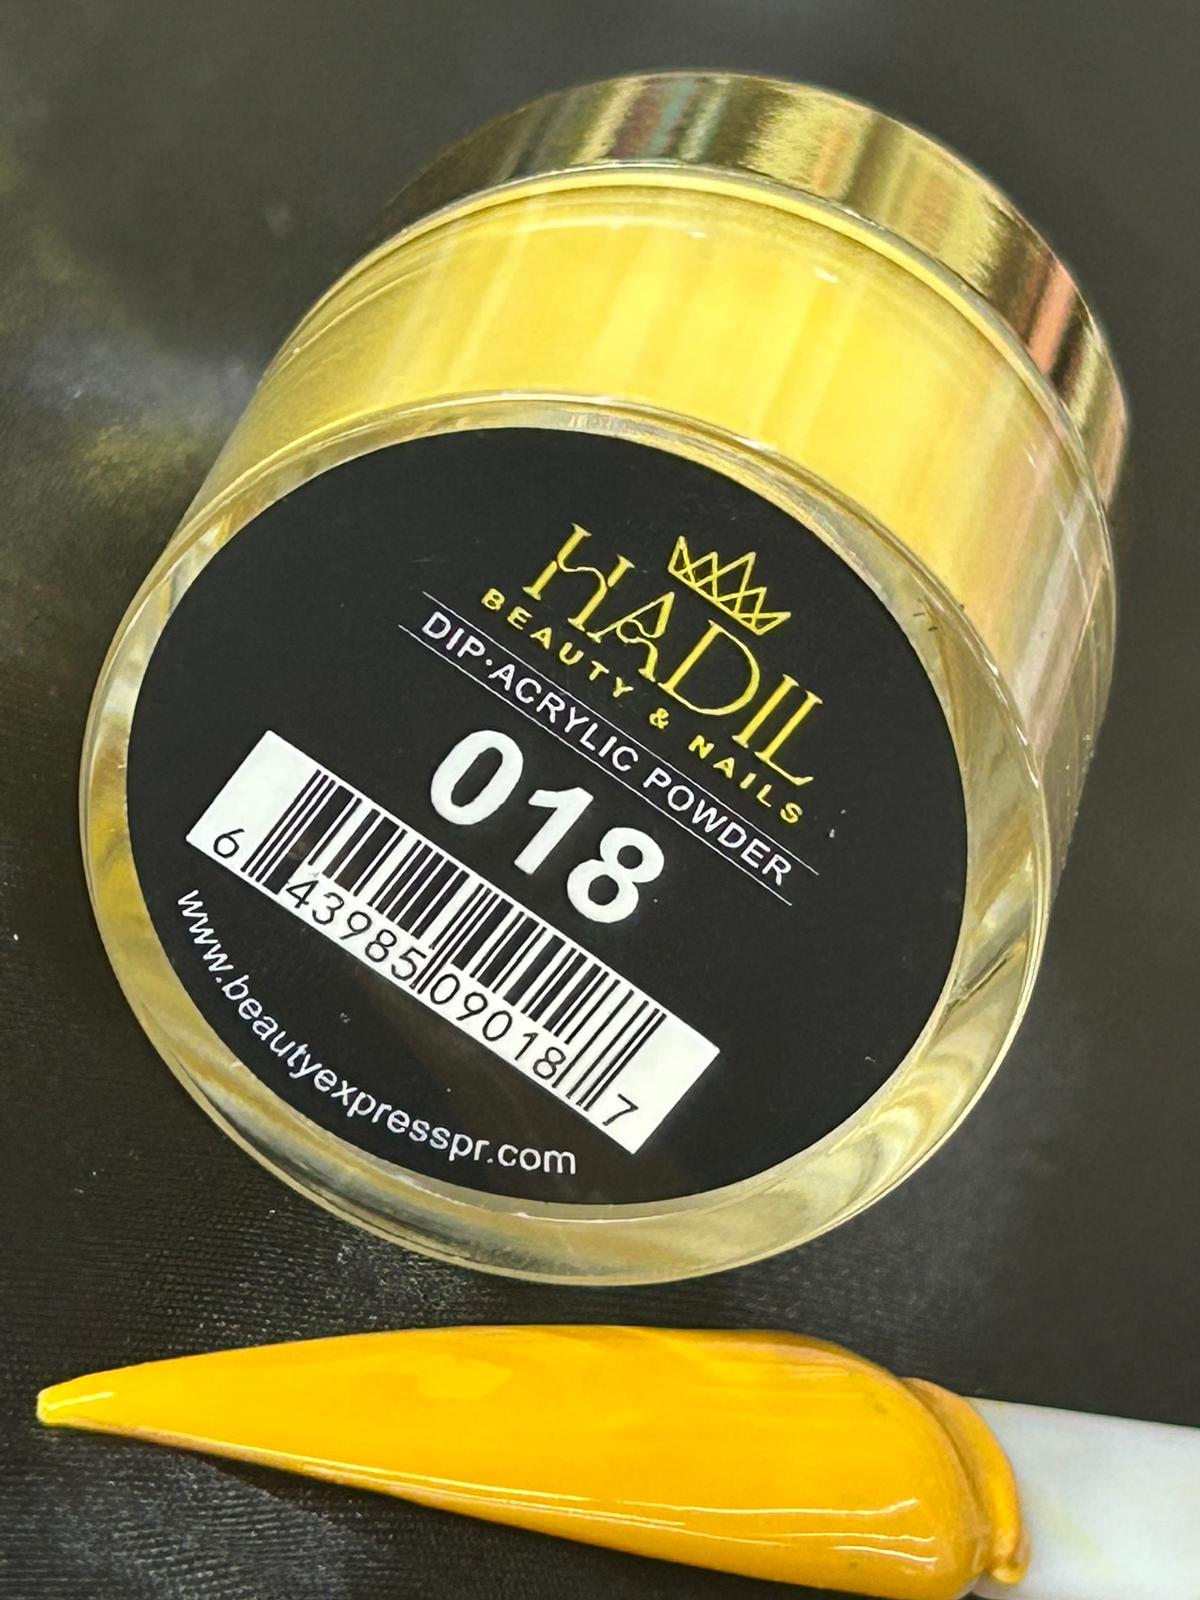 HADIL
BEAUTY & NAILS
DIP·ACRYLIC POWDER
018
6 43985 09018 7
www.beautyexpresspr.com